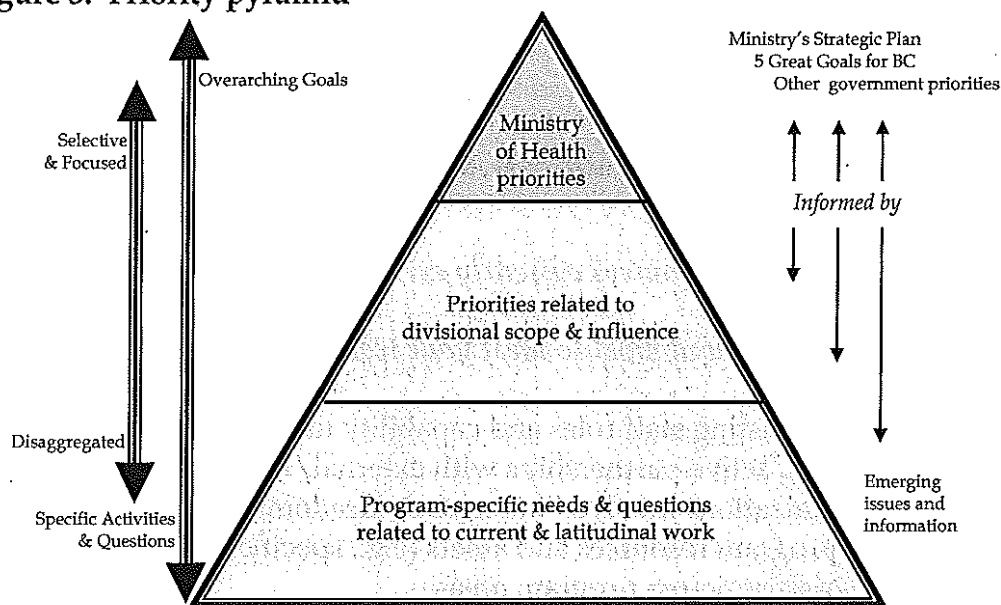 Figure 3. Priority pyramid
Overarching Goals
Selective
& Focused
Disaggregated
Specific Activities
& Questions
Ministry
of Health
priorities
Priorities related to
divisional scope & influence
Program-specific needs & questions
related to current & latitudinal work
Ministry's Strategic Plan
5 Great Goals for BC
Other government priorities
Informed by
Emerging
issues and
information